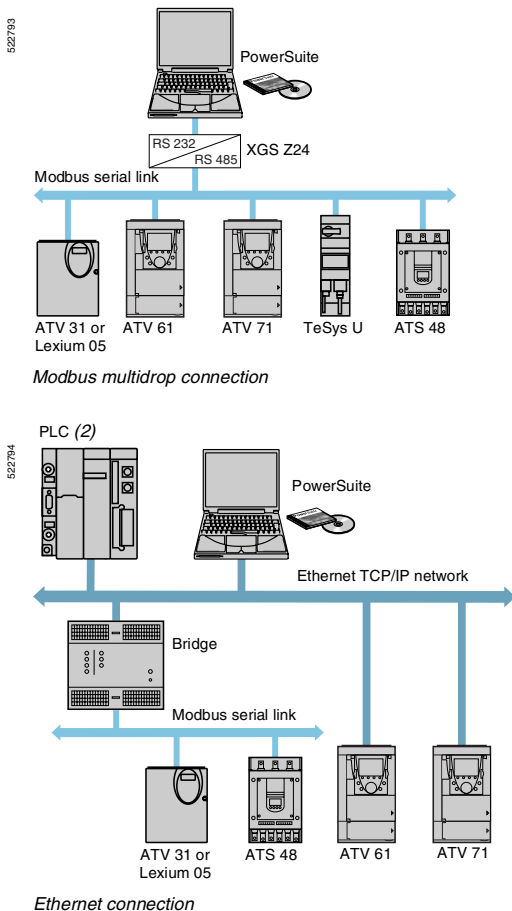 522793
PowerSuite
RS 232
RS 485
XGS Z24
Modbus serial link
ATV 31 or
Lexium 05
ATV 61
ATV 71
TeSys U
ATS 48
Modbus multidrop connection
522794
PLC (2)
PowerSuite
Ethernet TCP/IP network
Bridge
Modbus serial link
ATV 31 or
Lexium 05
ATS 48
ATV 61
ATV 71
Ethernet connection